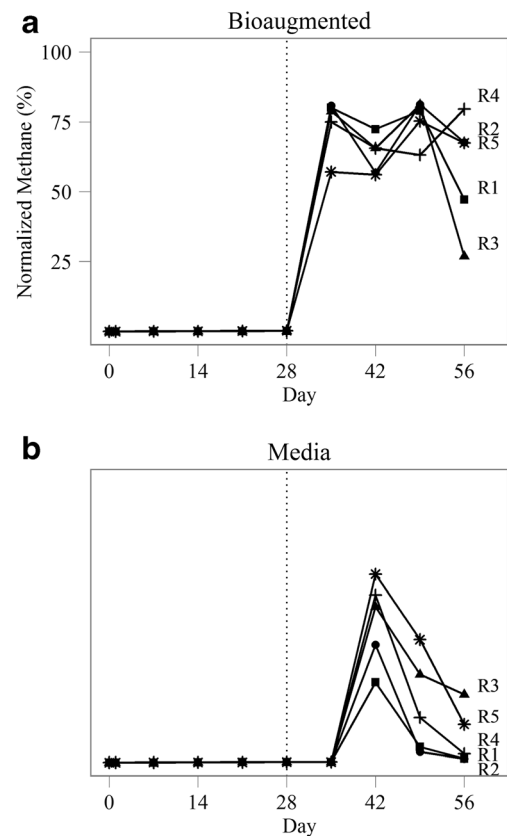 a
Bioaugmented
Normalized Methane (%)
100
75
50
25
R4
R2
R5
R1
R3
0 14 28 42 56
Day
b
Media
R3
R5
R4
R1
R2
0 14 28 42 56
Day